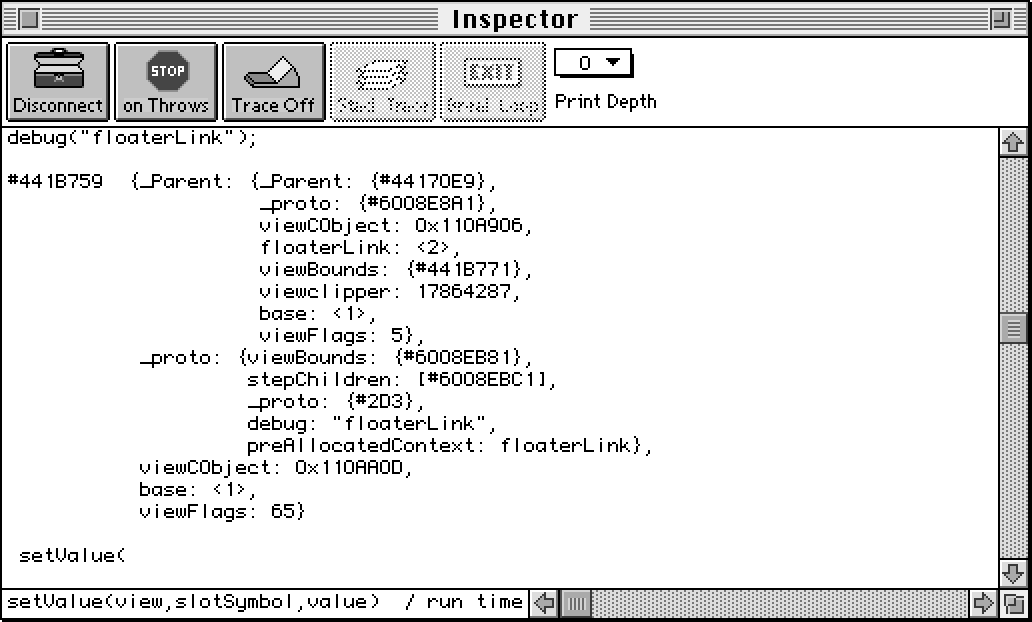 Inspector
Disconnect
STOP
on Throws
Trace Off
Stack Trace
EXIT
Break Loop
0
Print Depth
debug("floaterLink");
#441B759 {_Parent: {_Parent: {#44170E9},
_proto: {#6008E8A1},
viewCObject: 0x110A906,
floaterLink: <2>,
viewBounds: {#441B771},
viewclipper: 17864287,
base: <1>,
viewFlags: 5},
_proto: {viewBounds: {#6008EB81},
stepChildren: [#6008EBC1],
_proto: {#2D3},
debug: "floaterLink",
preAllocatedContext: floaterLink},
viewCObject: 0x110AA0D,
base: <1>,
viewFlags: 65}
setValue(
setValue(view,slotSymbol,value) / run time